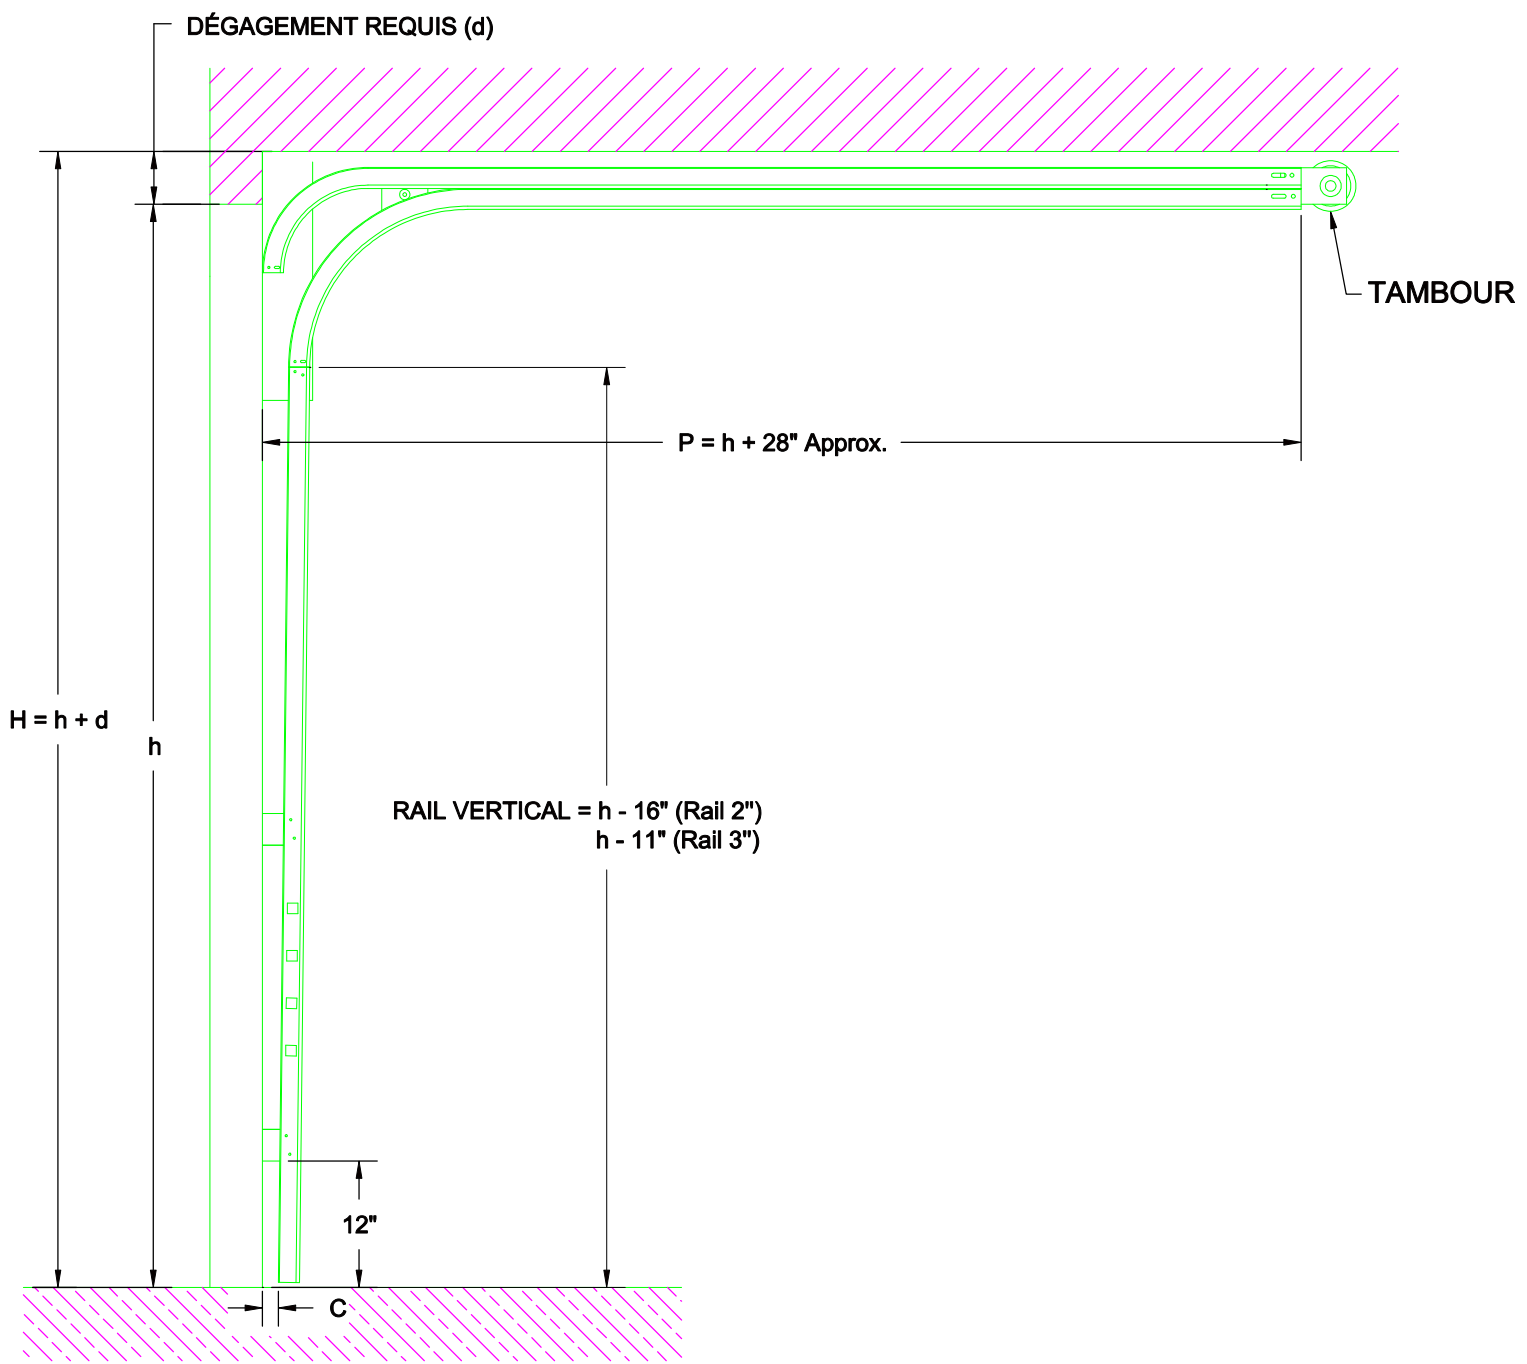 DÉGAGEMENT REQUIS (d)
TAMBOUR
P = h + 28" Approx.
H = h + d
h
RAIL VERTICAL = h - 16" (Rail 2")
h - 11" (Rail 3")
12"
C